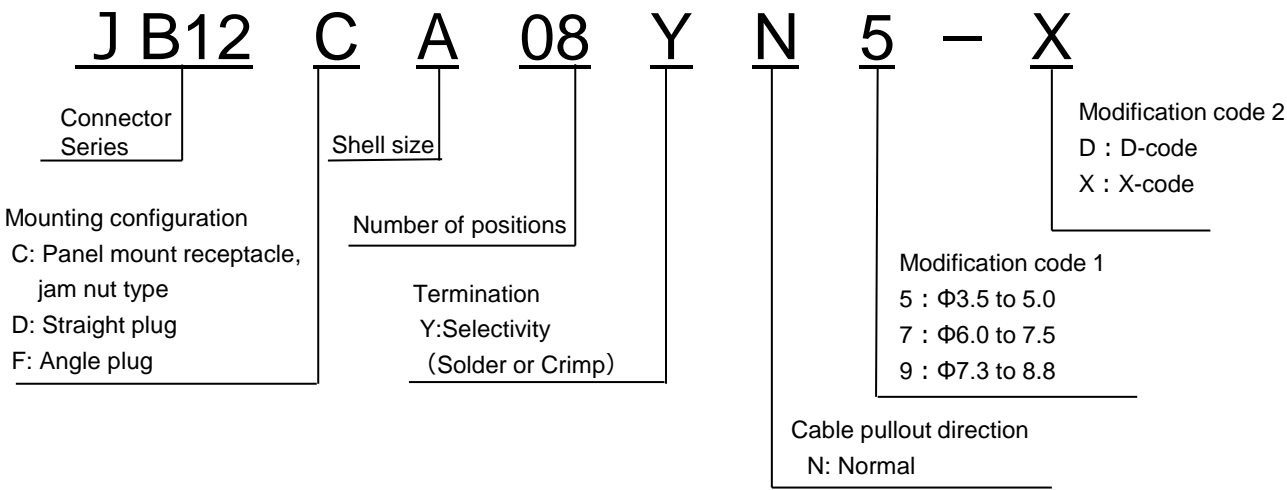 J B12 C A 08 Y N 5 － X
Connector
Series
Shell size
Modification code 2
D：D-code
X：X-code
Mounting configuration
C: Panel mount receptacle,
jam nut type
D: Straight plug
F: Angle plug
Number of positions
Termination
Y:Selectivity
（Solder or Crimp）
Modification code 1
5：Φ3.5 to 5.0
7：Φ6.0 to 7.5
9：Φ7.3 to 8.8
Cable pullout direction
N: Normal